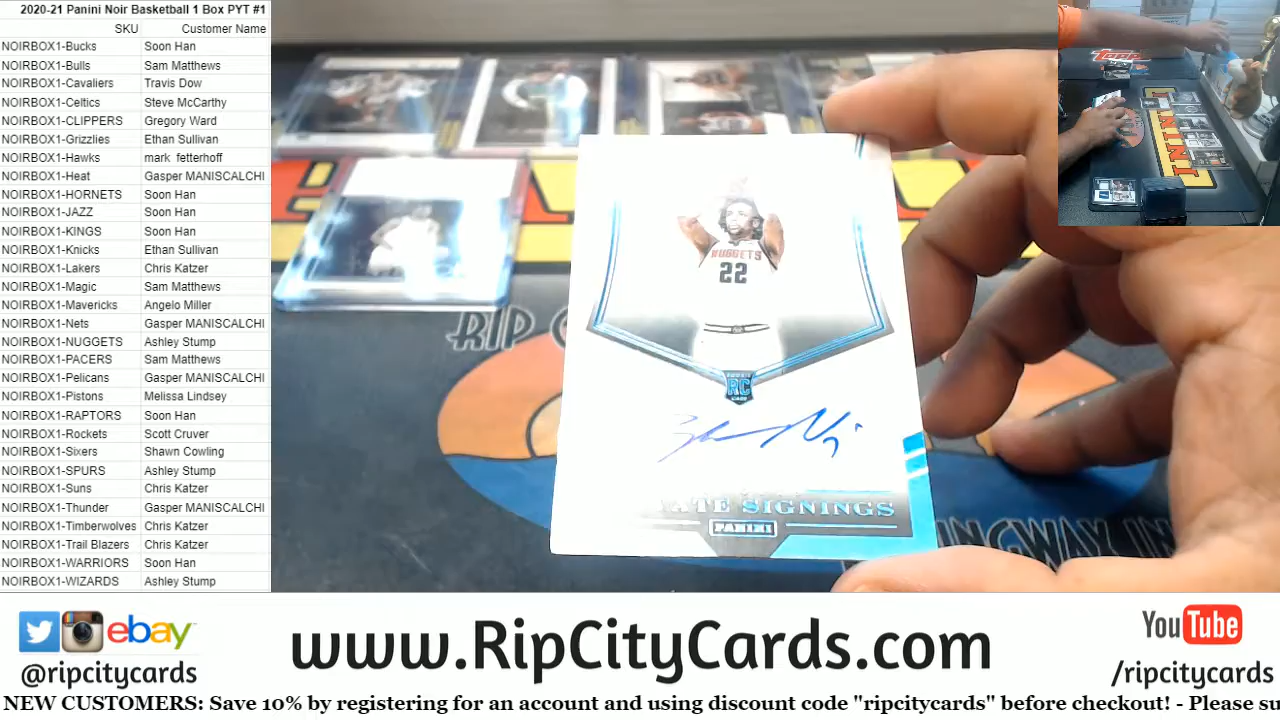 2020-21 Panini Noir Basketball 1 Box PYT #1
SKU Customer Name
NOIRBOX1-Bucks Soon Han
NOIRBOX1-Bulls Sam Matthews
NOIRBOX1-Cavaliers Travis Dow
NOIRBOX1-Celtics Steve McCarthy
NOIRBOX1-CLIPPERS Gregory Ward
NOIRBOX1-Grizzlies Ethan Sullivan
NOIRBOX1-Hawks mark fetterhoff
NOIRBOX1-Heat Gasper MANISCALCHI
NOIRBOX1-HORNETS Soon Han
NOIRBOX1-JAZZ Soon Han
NOIRBOX1-KINGS Soon Han
NOIRBOX1-Knicks Ethan Sullivan
NOIRBOX1-Lakers Chris Katzer
NOIRBOX1-Magic Sam Matthews
NOIRBOX1-Mavericks Angelo Miller
NOIRBOX1-Nets Gasper MANISCALCHI
NOIRBOX1-NUGGETS Ashley Stump
NOIRBOX1-PACERS Sam Matthews
NOIRBOX1-Pelicans Gasper MANISCALCHI
NOIRBOX1-Pistons Melissa Lindsey
NOIRBOX1-RAPTORS Soon Han
NOIRBOX1-Rockets Scott Cruver
NOIRBOX1-Sixers Shawn Cowling
NOIRBOX1-SPURS Ashley Stump
NOIRBOX1-Suns Chris Katzer
NOIRBOX1-Thunder Gasper MANISCALCHI
NOIRBOX1-Timberwolves Chris Katzer
NOIRBOX1-Trail Blazers Chris Katzer
NOIRBOX1-WARRIORS Soon Han
NOIRBOX1-WIZARDS Ashley Stump
Topps
PANINI
RIP
NUGGETS
22
RC
SIGNINGS
PANINI
ebay
@ripcitycards
www.RipCityCards.com
YouTube
/ripcitycards
NEW CUSTOMERS: Save 10% by registering for an account and using discount code "ripcitycards" before checkout! - Please su